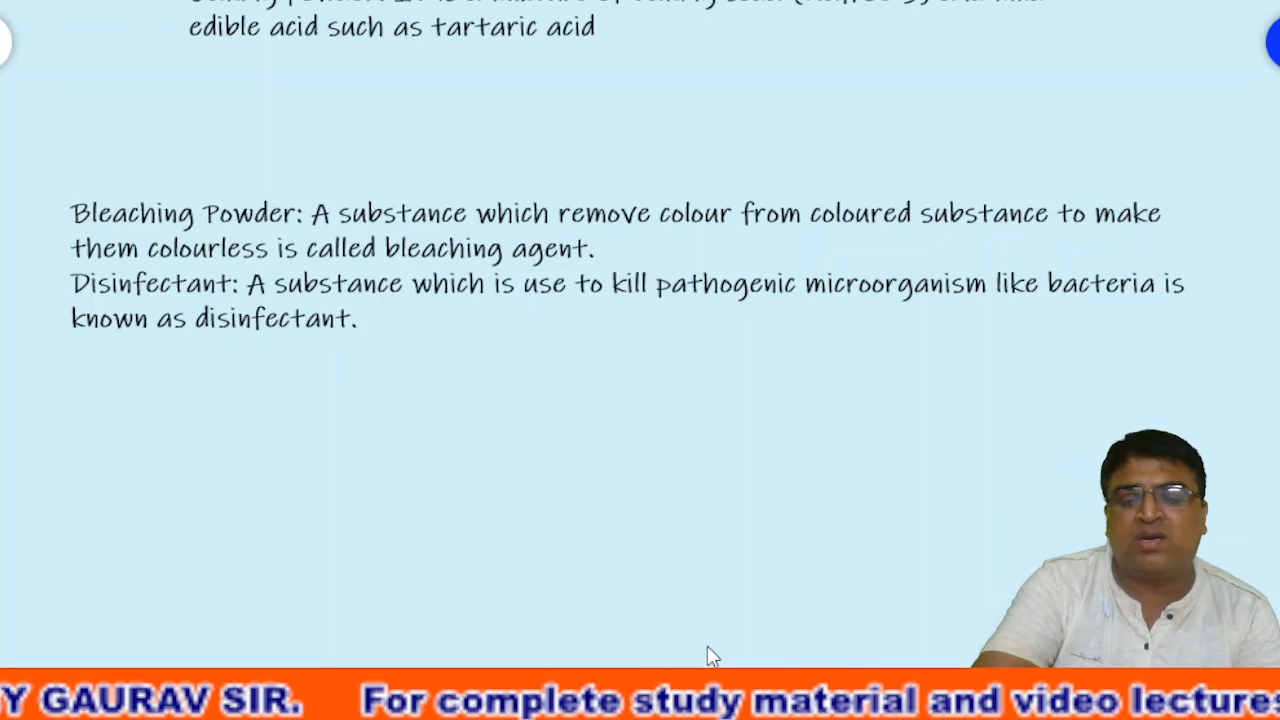 edible acid such as tartaric acid
Bleaching Powder: A substance which remove colour from coloured substance to make
them colourless is called bleaching agent.
Disinfectant: A substance which is use to kill pathogenic microorganism like bacteria is
known as disinfectant.
BY GAURAV SIR. For complete study material and video lectures